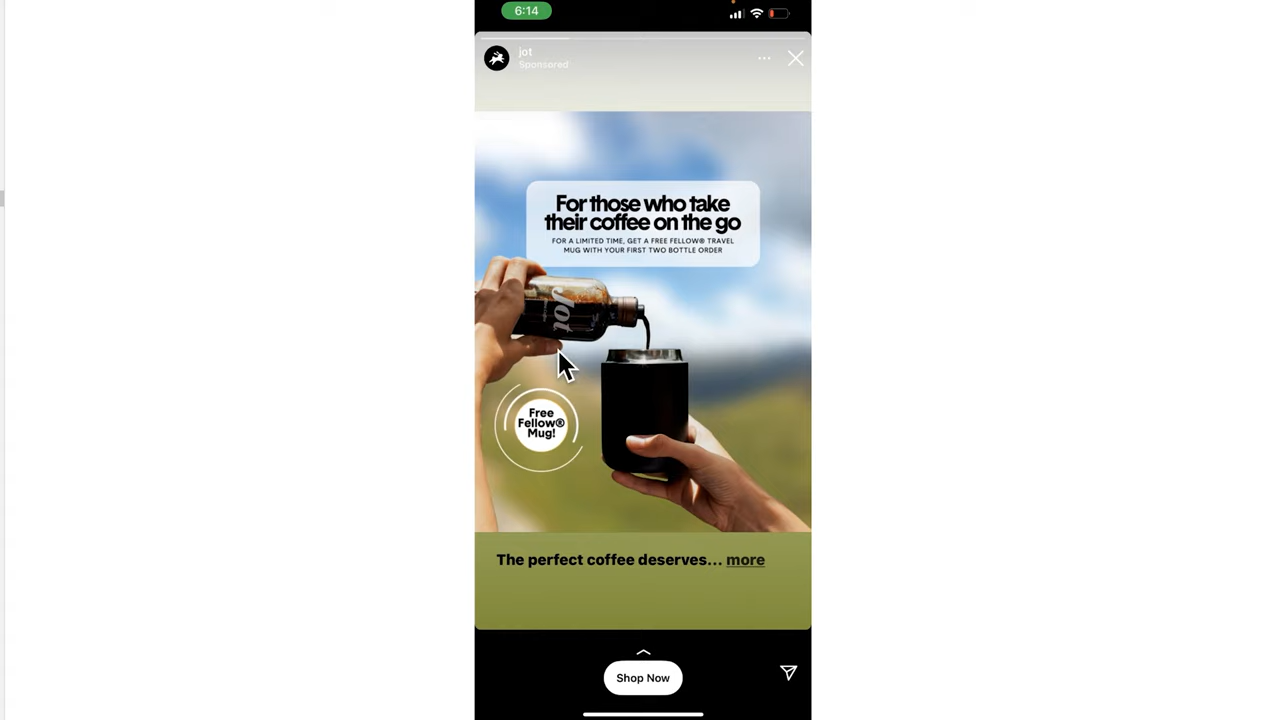 6:14
jot
Sponsored
For those who take
their coffee on the go
FOR A LIMITED TIME, GET A FREE FELLOW® TRAVEL
MUG WITH YOUR FIRST TWO BOTTLE ORDER
Jot
Free
Fellow®
Mug!
The perfect coffee deserves... more
Shop Now